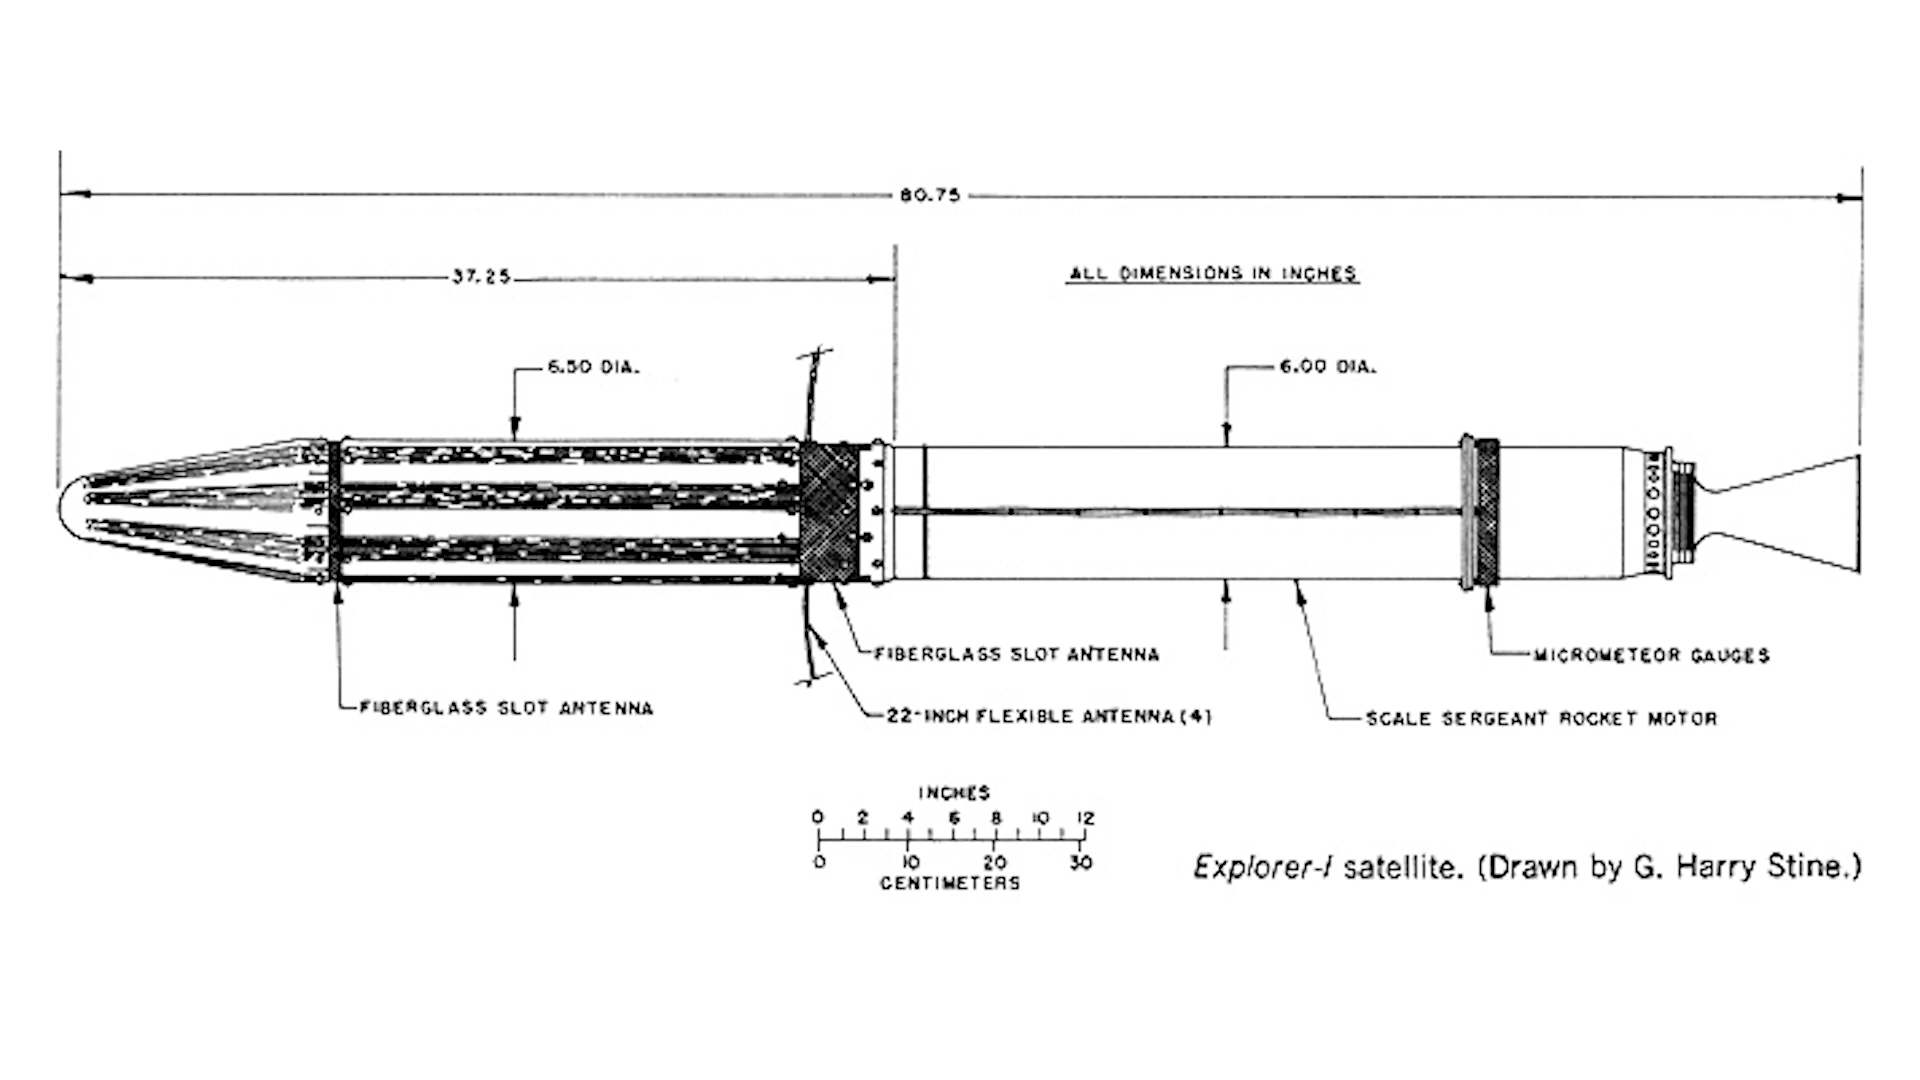 80.75
37.25
ALL DIMENSIONS IN INCHES
6.50 DIA.
6.00 DIA.
FIBERGLASS SLOT ANTENNA
MICROMETEOR GAUGES
FIBERGLASS SLOT ANTENNA
22-INCH FLEXIBLE ANTENNA (4)
SCALE SERGEANT ROCKET MOTOR
INCHES
0 2 4 6 8 10 12
0 10 20 30
CENTIMETERS
Explorer-I satellite. (Drawn by G. Harry Stine.)